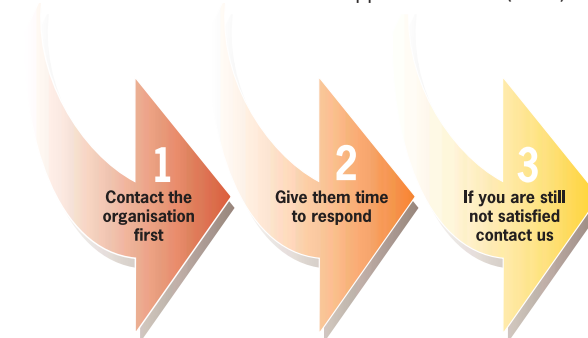 1
Contact the
organisation
first
2
Give them time
to respond
3
If you are still
not satisfied
contact us